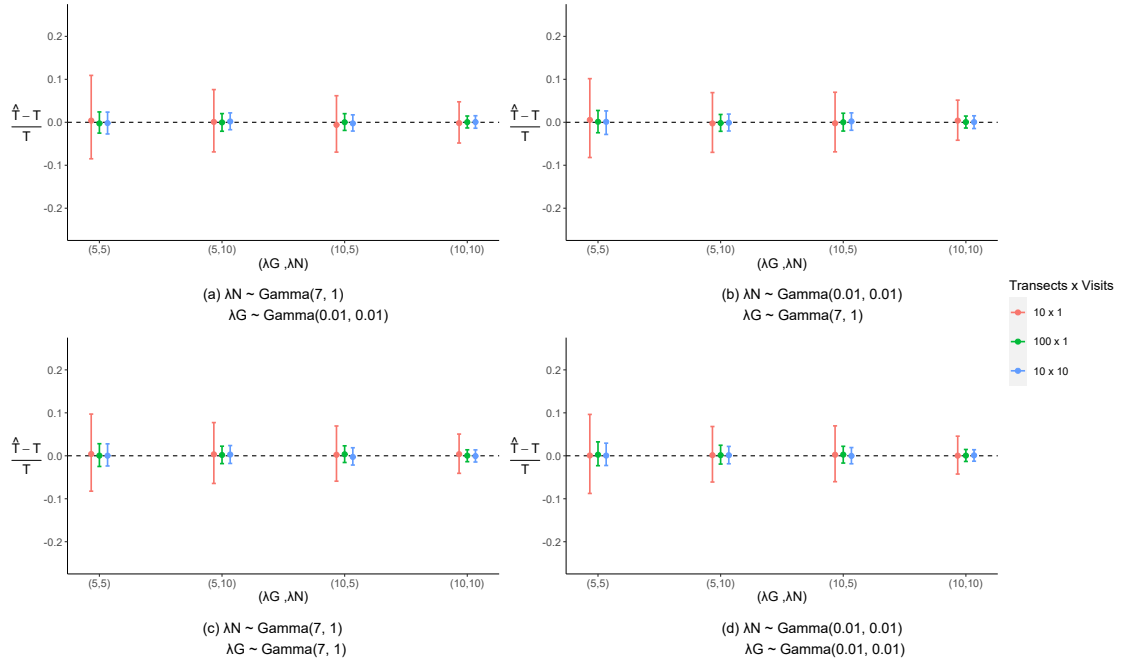 0.2
0.1
0.0
-0.1
-0.2
T̂ – T
T
(5,5) (5,10) (10,5) (10,10)
(λG ,λN)
(a) λN ~ Gamma(7, 1)
λG ~ Gamma(0.01, 0.01)
0.2
0.1
0.0
-0.1
-0.2
T̂ – T
T
(5,5) (5,10) (10,5) (10,10)
(λG ,λN)
(b) λN ~ Gamma(0.01, 0.01)
λG ~ Gamma(7, 1)
Transects x Visits
10 x 1
100 x 1
10 x 10
0.2
0.1
0.0
-0.1
-0.2
T̂ – T
T
(5,5) (5,10) (10,5) (10,10)
(λG ,λN)
(c) λN ~ Gamma(7, 1)
λG ~ Gamma(7, 1)
0.2
0.1
0.0
-0.1
-0.2
T̂ – T
T
(5,5) (5,10) (10,5) (10,10)
(λG ,λN)
(d) λN ~ Gamma(0.01, 0.01)
λG ~ Gamma(0.01, 0.01)